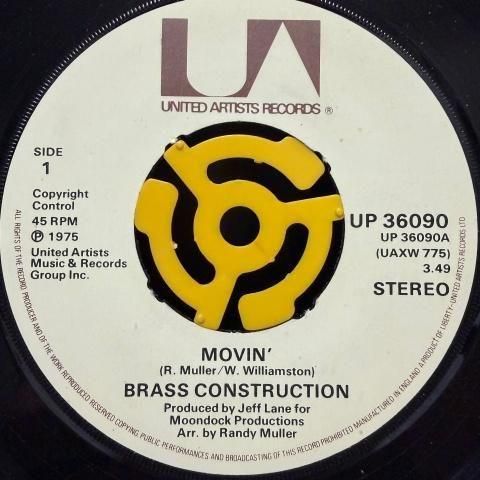 UA
UNITED ARTISTS RECORDS ®
SIDE
1
Copyright
Control
45 RPM
Ⓟ 1975
United Artists
Music & Records
Group Inc.
UP 36090
UP 36090A
(UAXW 775)
3.49
STEREO
MOVIN'
(R. Muller/W. Williamston)
BRASS CONSTRUCTION
Produced by Jeff Lane for
Moondock Productions
Arr. by Randy Muller
ALL RIGHTS OF THE RECORD PRODUCER AND OF THE WORK REPRODUCED RESERVED COPYING PUBLIC PERFORMANCES AND BROADCASTING OF THIS RECORD PROHIBITED MANUFACTURED IN ENGLAND A PRODUCT OF LIBERTY-UNITED ARTISTS RECORDS LTD